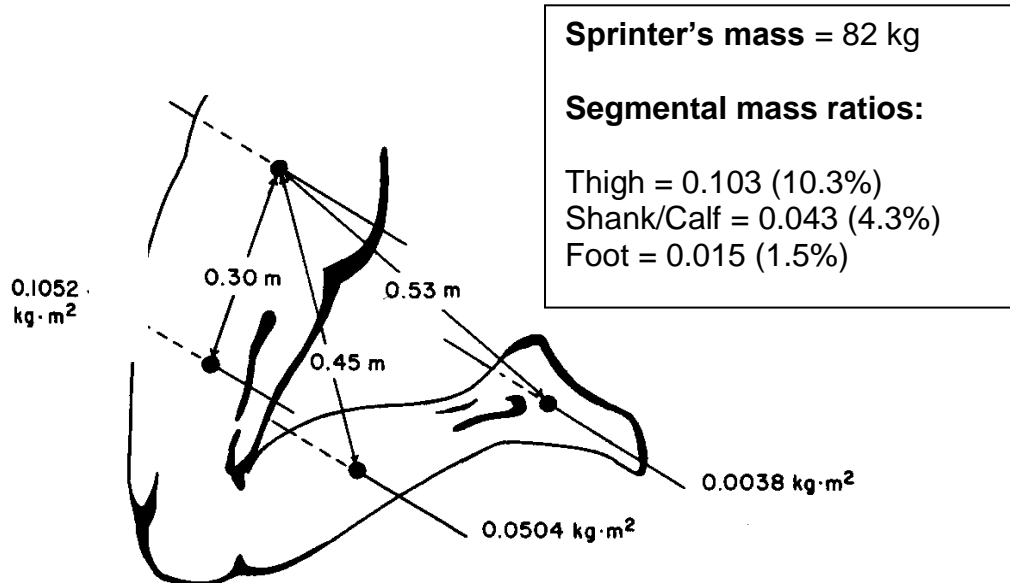 Sprinter's mass = 82 kg
Segmental mass ratios:
Thigh = 0.103 (10.3%)
Shank/Calf = 0.043 (4.3%)
Foot = 0.015 (1.5%)
0.30 m
0.53 m
0.1052
kg·m²
0.45 m
0.0038 kg·m²
0.0504 kg·m²